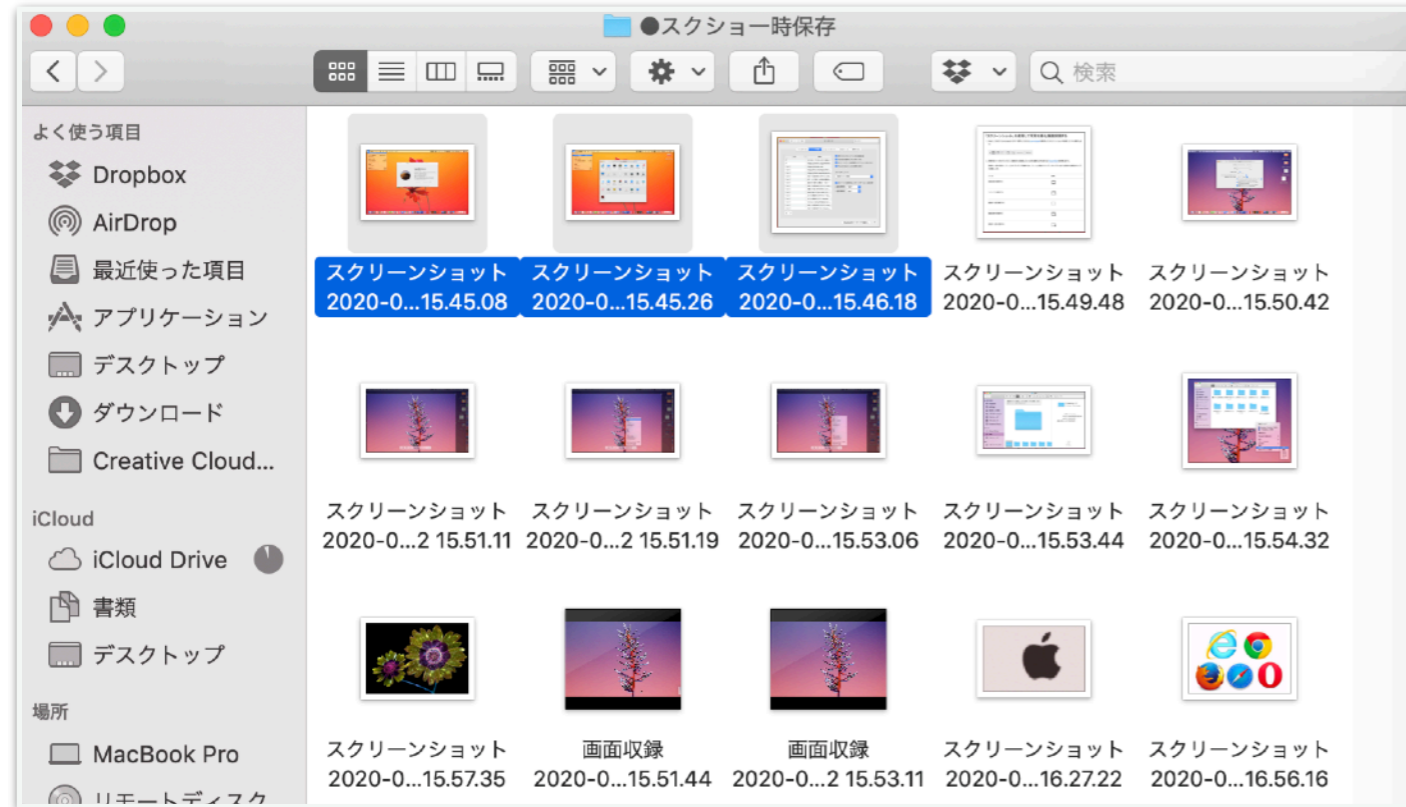 ●スクショ一時保存
検索
よく使う項目
Dropbox
AirDrop
最近使った項目
アプリケーション
デスクトップ
ダウンロード
Creative Cloud...
iCloud
iCloud Drive
書類
デスクトップ
場所
MacBook Pro
リモートディスク
スクリーンショット
2020-0...15.45.08
スクリーンショット
2020-0...15.45.26
スクリーンショット
2020-0...15.46.18
スクリーンショット
2020-0...15.49.48
スクリーンショット
2020-0...15.50.42
スクリーンショット
2020-0...2 15.51.11
スクリーンショット
2020-0...2 15.51.19
スクリーンショット
2020-0...15.53.06
スクリーンショット
2020-0...15.53.44
スクリーンショット
2020-0...15.54.32
スクリーンショット
2020-0...15.57.35
画面収録
2020-0...15.51.44
画面収録
2020-0...2 15.53.11
スクリーンショット
2020-0...16.27.22
スクリーンショット
2020-0...16.56.16